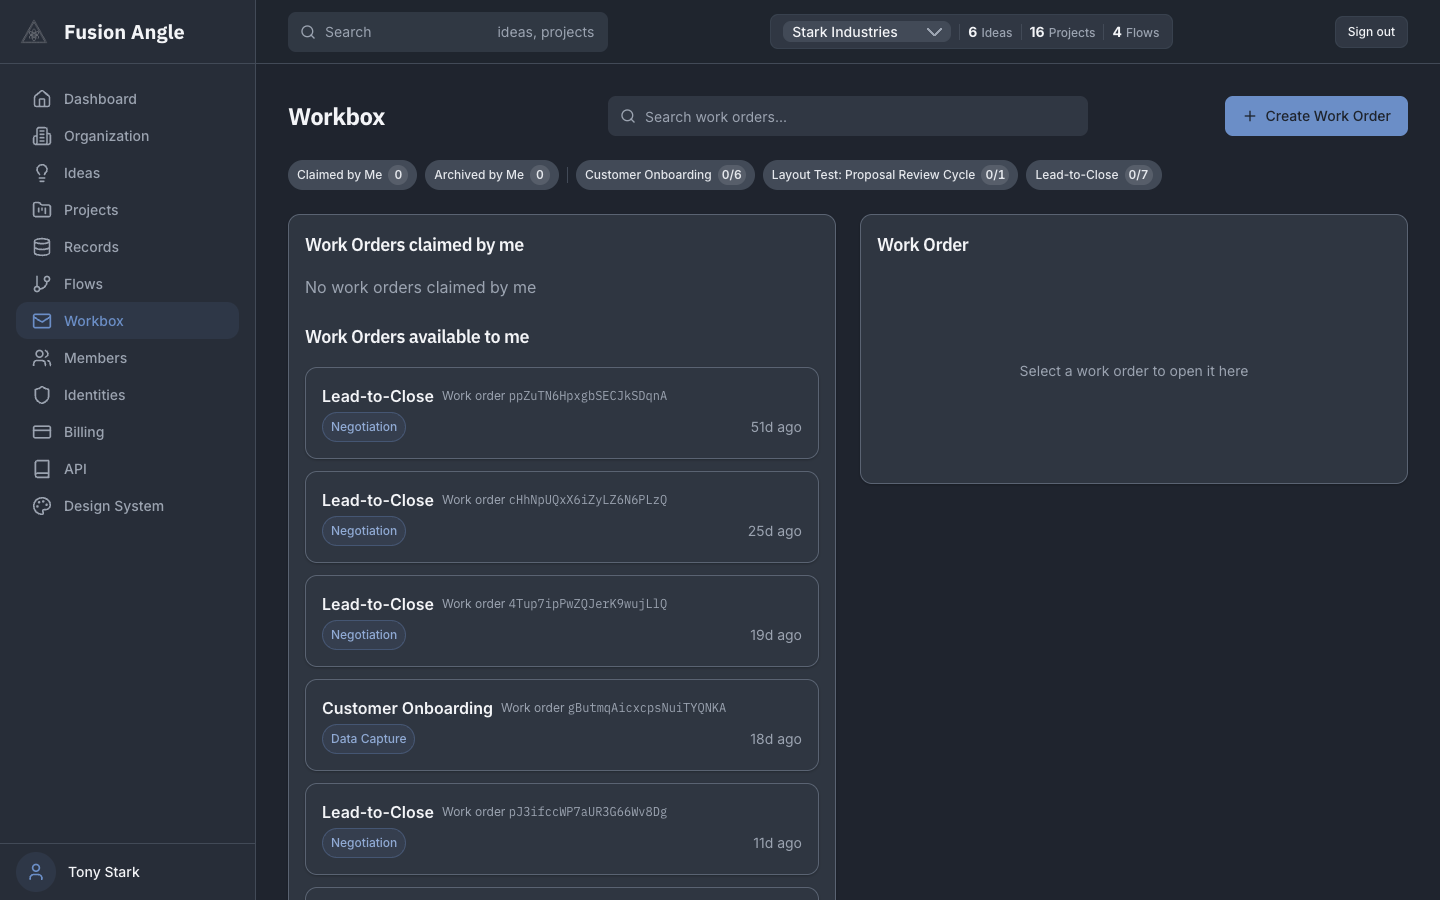 Fusion Angle
Search ideas, projects
Stark Industries
6 Ideas 16 Projects 4 Flows
Sign out
Dashboard
Organization
Ideas
Projects
Records
Flows
Workbox
Members
Identities
Billing
API
Design System
Tony Stark
Workbox
Search work orders...
Create Work Order
Claimed by Me 0
Archived by Me 0
Customer Onboarding 0/6
Layout Test: Proposal Review Cycle 0/1
Lead-to-Close 0/7
Work Orders claimed by me
No work orders claimed by me
Work Orders available to me
Lead-to-Close Work order ppZuTN6HpxgbSECJkSDqnA
Negotiation 51d ago
Lead-to-Close Work order cHhNpUQxX6iZyLZ6N6PLzQ
Negotiation 25d ago
Lead-to-Close Work order 4Tup7ipPwZQJerK9wujLlQ
Negotiation 19d ago
Customer Onboarding Work order gButmqAicxcpsNuiTYQNKA
Data Capture 18d ago
Lead-to-Close Work order pJ3ifccWP7aUR3G66Wv8Dg
Negotiation 11d ago
Work Order
Select a work order to open it here